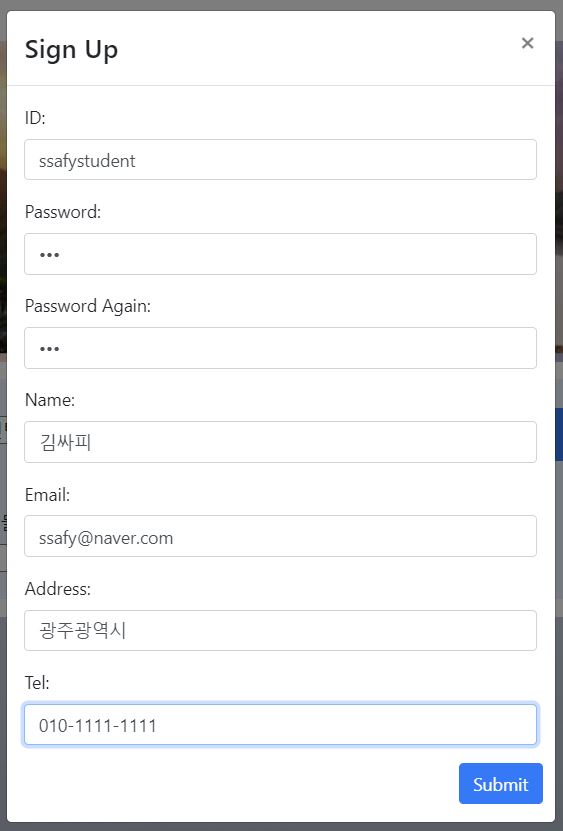 Sign Up
×
ID:
ssafystudent
Password:
•••
Password Again:
•••
Name:
김싸피
Email:
ssafy@naver.com
Address:
광주광역시
Tel:
010-1111-1111
Submit